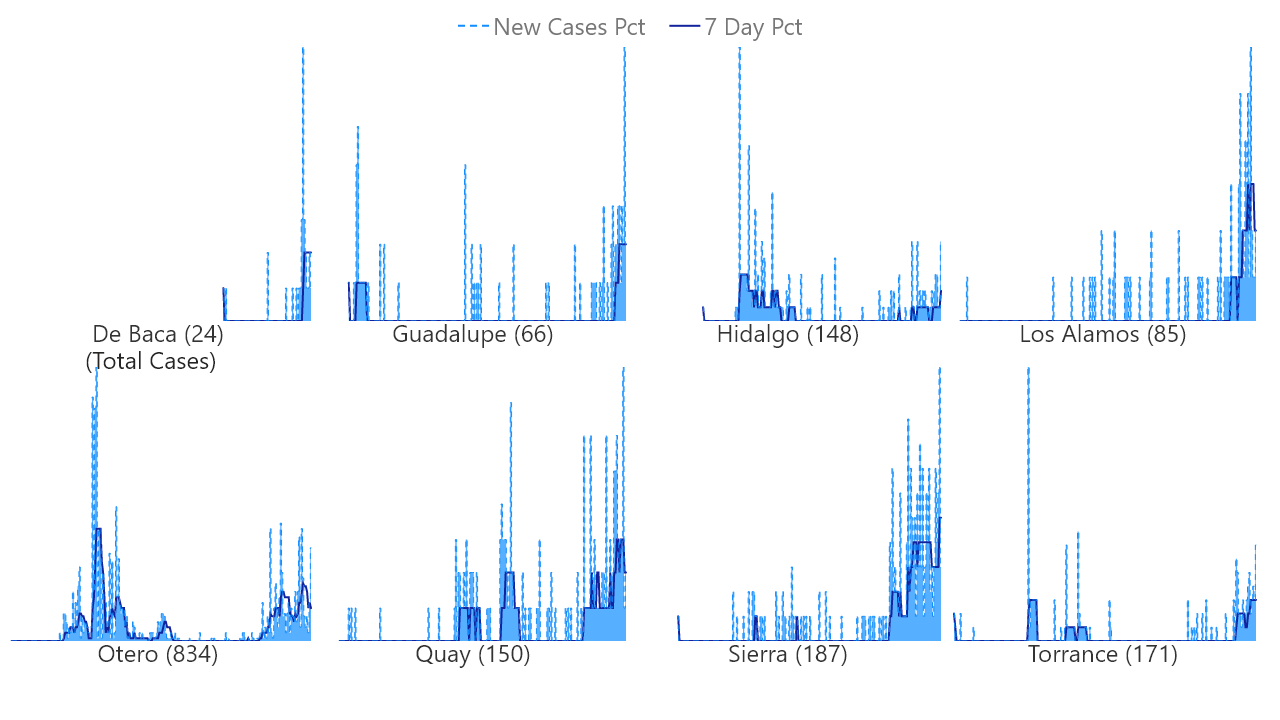 New Cases Pct 7 Day Pct
De Baca (24) Guadalupe (66) Hidalgo (148) Los Alamos (85)
(Total Cases)
Otero (834) Quay (150) Sierra (187) Torrance (171)